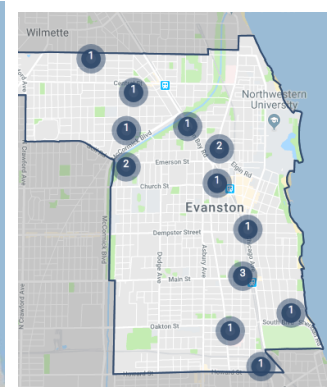 Wilmette
1
1
Northwestern
University
1
1
2
2
Emerson St
Elgin Rd
Church St
1
Evanston
Dempster Street
1
McCormick Blvd
N Crawford Ave
Dodge Ave
Asbury Ave
Chicago Ave
3
Main St
1
Oakton St
1
1
Howard St